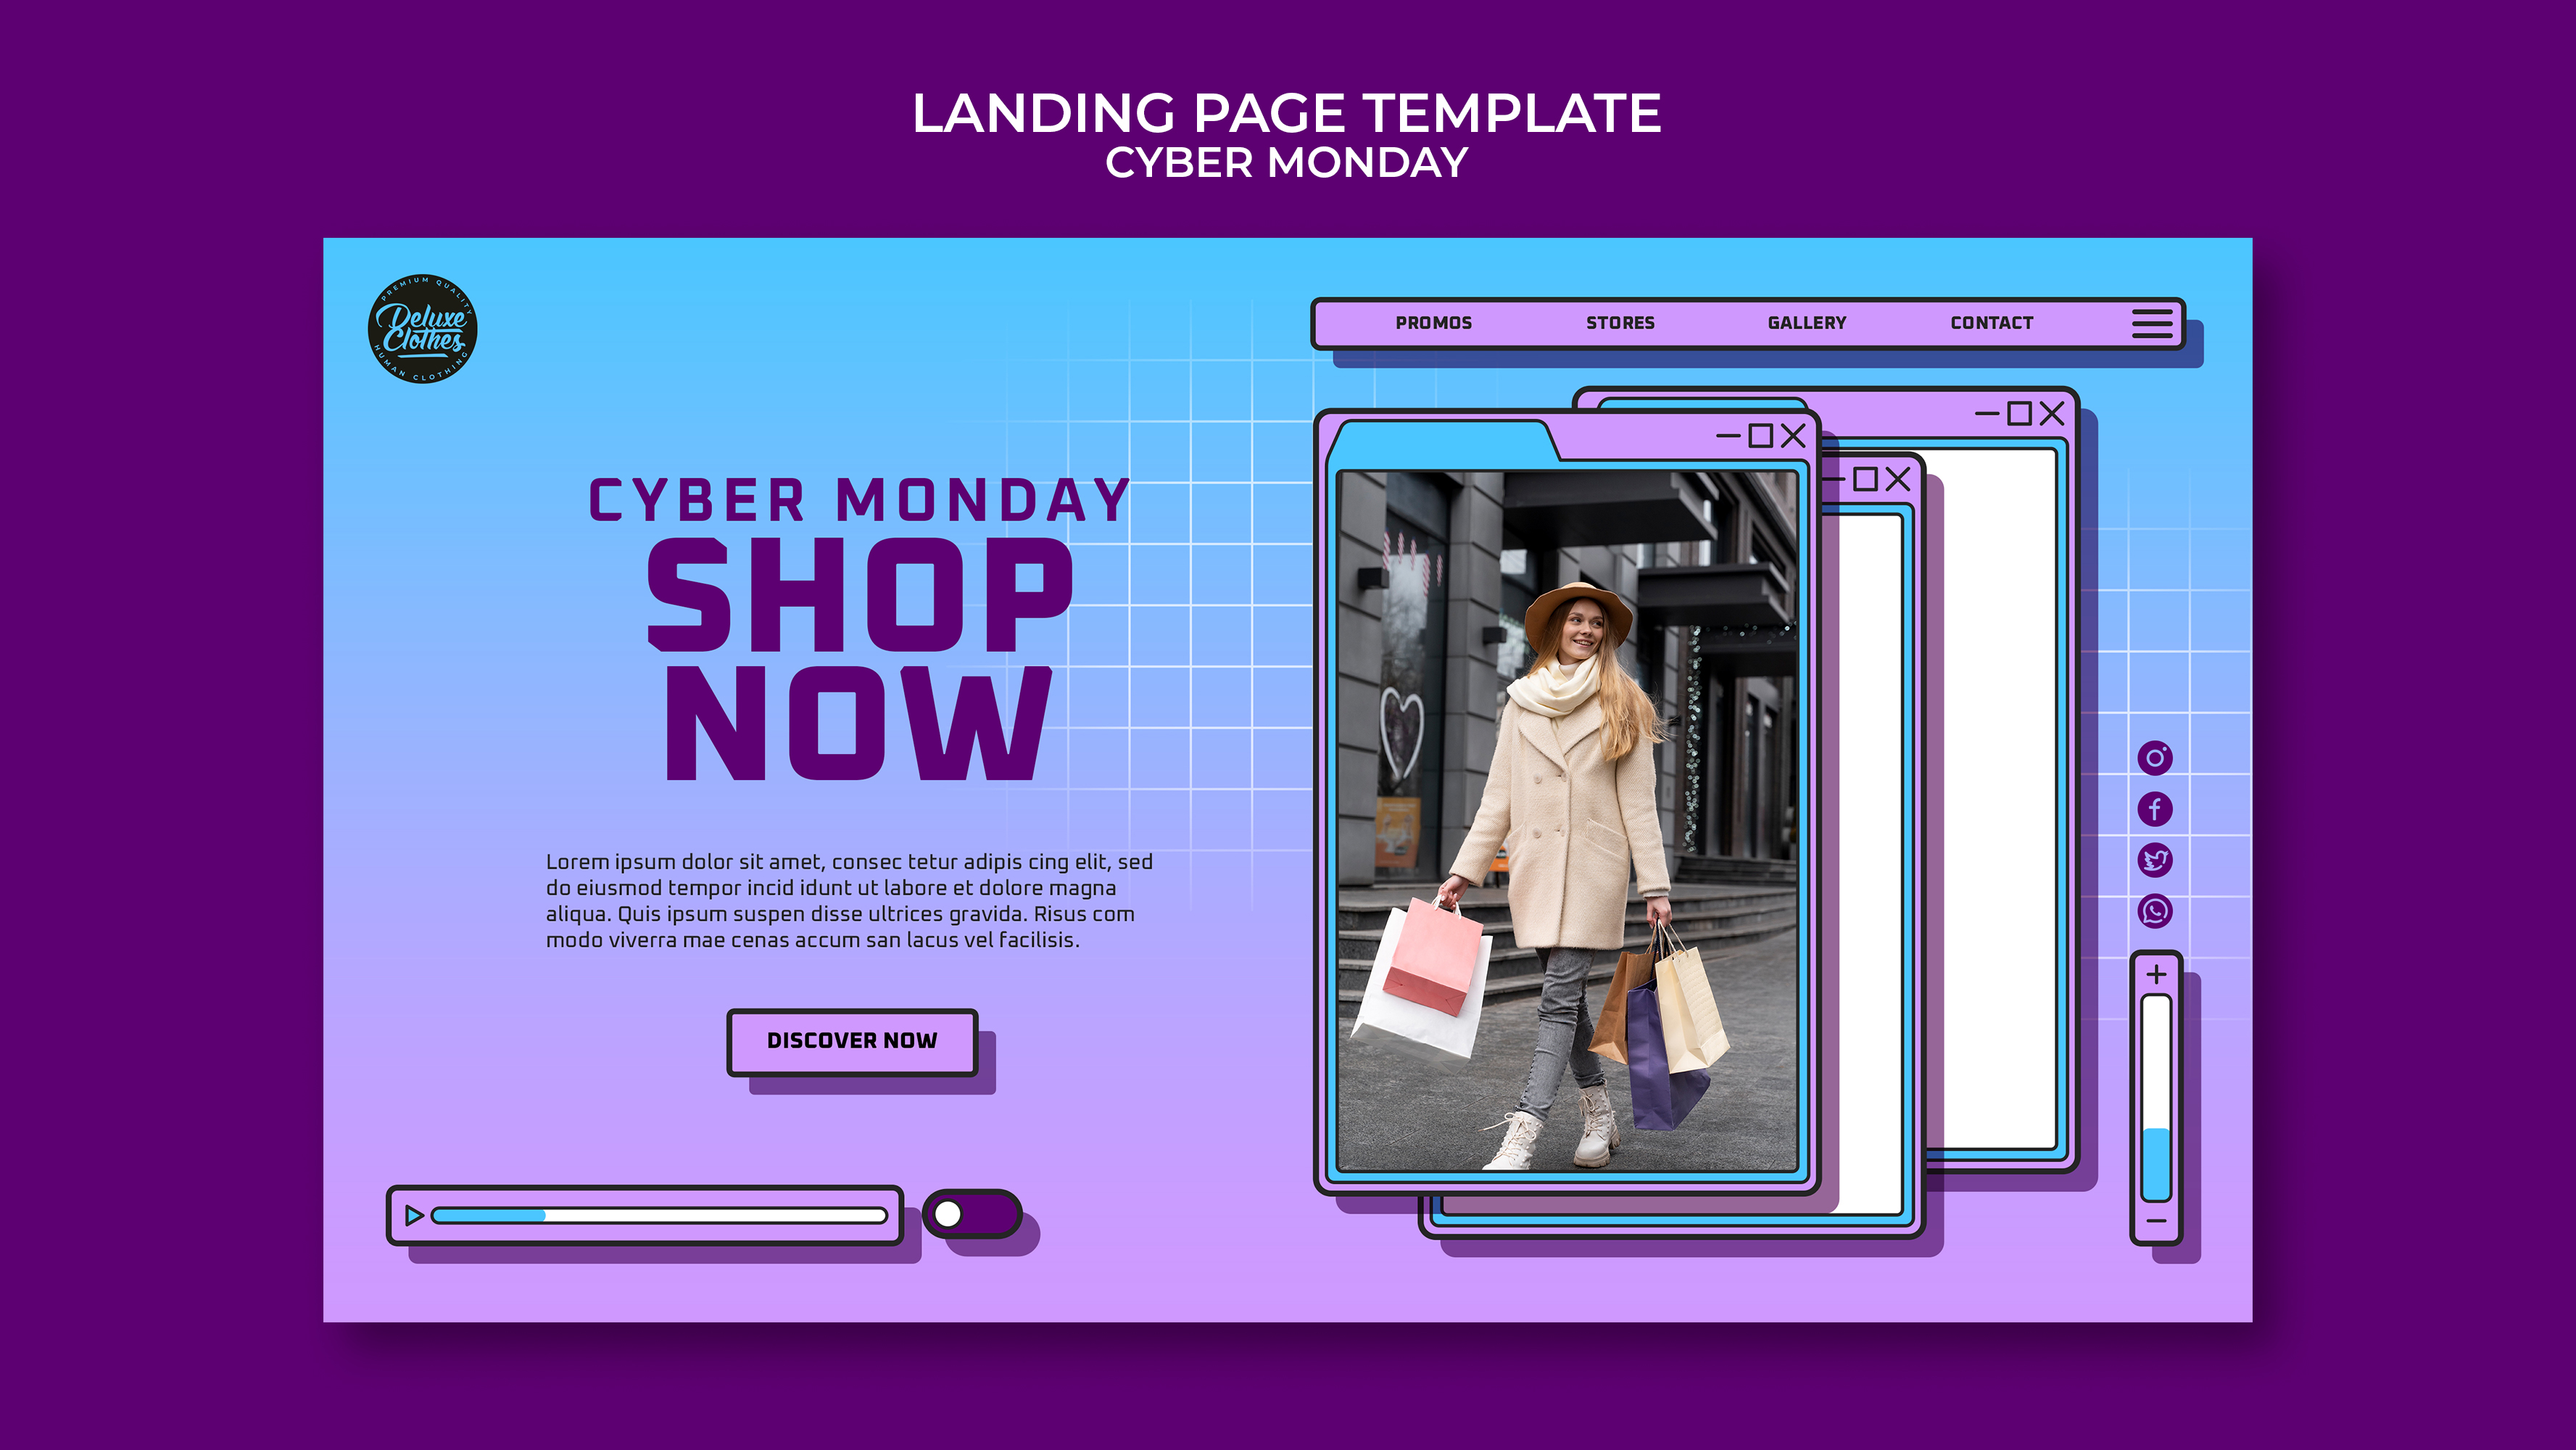 LANDING PAGE TEMPLATE
CYBER MONDAY
PREMIUM QUALITY
Deluxe
Clothes
HUMAN CLOTHING
PROMOS STORES GALLERY CONTACT
CYBER MONDAY
SHOP
NOW
Lorem ipsum dolor sit amet, consec tetur adipis cing elit, sed
do eiusmod tempor incid idunt ut labore et dolore magna
aliqua. Quis ipsum suspen disse ultrices gravida. Risus com
modo viverra mae cenas accum san lacus vel facilisis.
DISCOVER NOW